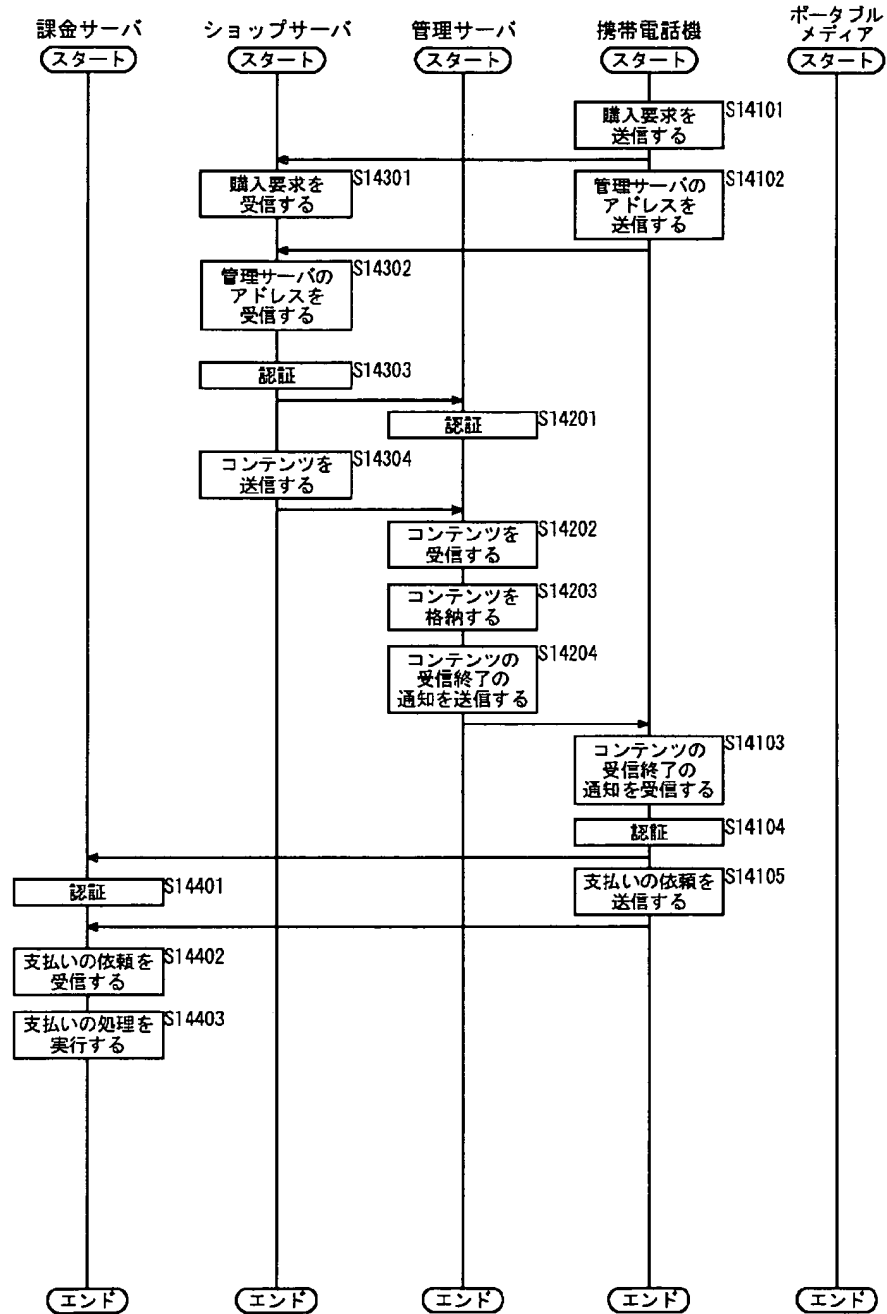 課金サーバ
ショップサーバ
管理サーバ
携帯電話機
ポータブル
メディア
スタート
スタート
スタート
スタート
スタート
購入要求を
送信する
S14101
購入要求を
受信する
S14301
管理サーバの
アドレスを
送信する
S14102
管理サーバの
アドレスを
受信する
S14302
認証
S14303
認証
S14201
コンテンツを
送信する
S14304
コンテンツを
受信する
S14202
コンテンツを
格納する
S14203
コンテンツの
受信終了の
通知を送信する
S14204
コンテンツの
受信終了の
通知を受信する
S14103
認証
S14104
認証
S14401
支払いの依頼を
送信する
S14105
支払いの依頼を
受信する
S14402
支払いの処理を
実行する
S14403
エンド
エンド
エンド
エンド
エンド